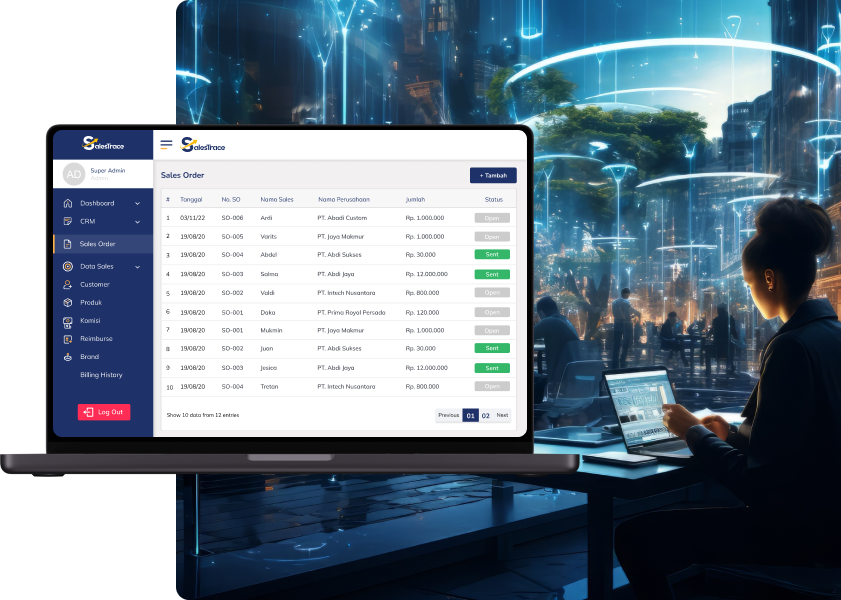 SalesTrace
SalesTrace
AD
Super Admin
Dashboard
CRM
Sales Order
Data Sales
Customer
Produk
Komisi
Reimburse
Brand
Billing History
Log Out
Sales Order
+ Tambah
# Tanggal No. SO Nama Sales Nama Perusahaan Jumlah Status
1 03/11/22 SO-006 Ardi PT. Abadi Custom Rp. 1.000.000 Open
2 19/08/20 SO-005 Varits PT. Jaya Makmur Rp. 1.000.000 Open
3 19/08/20 SO-004 Abdul PT. Abdi Sukses Rp. 30.000 Sent
4 19/08/20 SO-003 Salma PT. Abdi Jaya Rp. 12.000.000 Sent
5 19/08/20 SO-002 Valdi PT. Intech Nusantara Rp. 800.000 Open
6 19/08/20 SO-001 Daka PT. Prima Royal Persada Rp. 120.000 Open
7 19/08/20 SO-001 Mukmin PT. Jaya Makmur Rp. 1.000.000 Open
8 19/08/20 SO-002 Juan PT. Abdi Sukses Rp. 30.000 Sent
9 19/08/20 SO-003 Jesica PT. Abdi Jaya Rp. 12.000.000 Sent
10 19/08/20 SO-004 Tretan PT. Intech Nusantara Rp. 800.000 Open
Show 10 data from 12 entries
Previous 01 02 Next